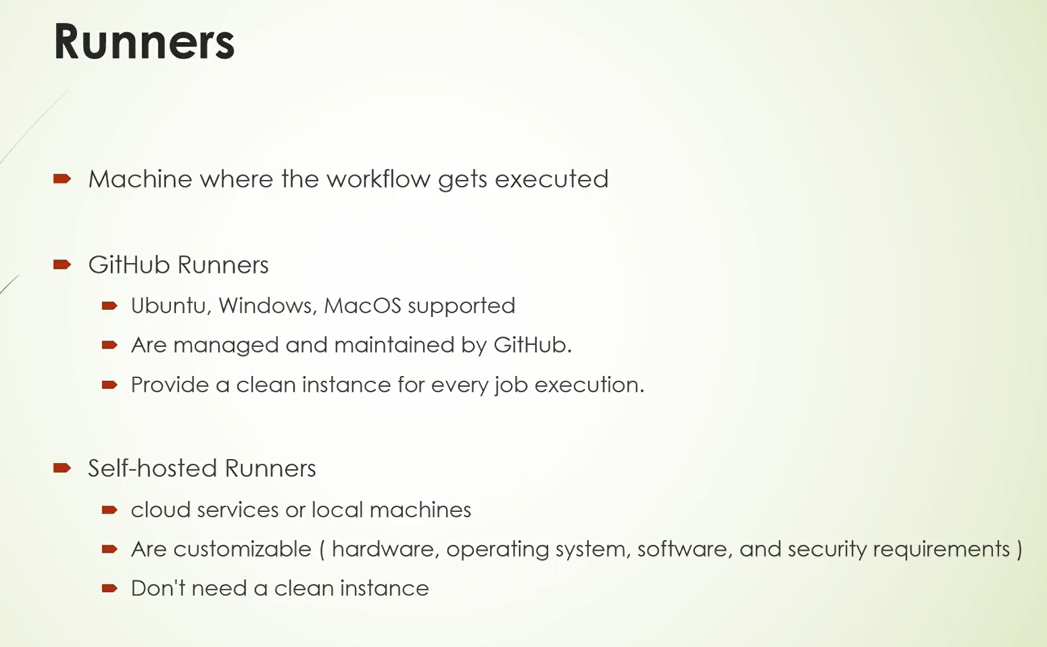 Runners
Machine where the workflow gets executed
GitHub Runners
Ubuntu, Windows, MacOS supported
Are managed and maintained by GitHub.
Provide a clean instance for every job execution.
Self-hosted Runners
cloud services or local machines
Are customizable ( hardware, operating system, software, and security requirements )
Don't need a clean instance